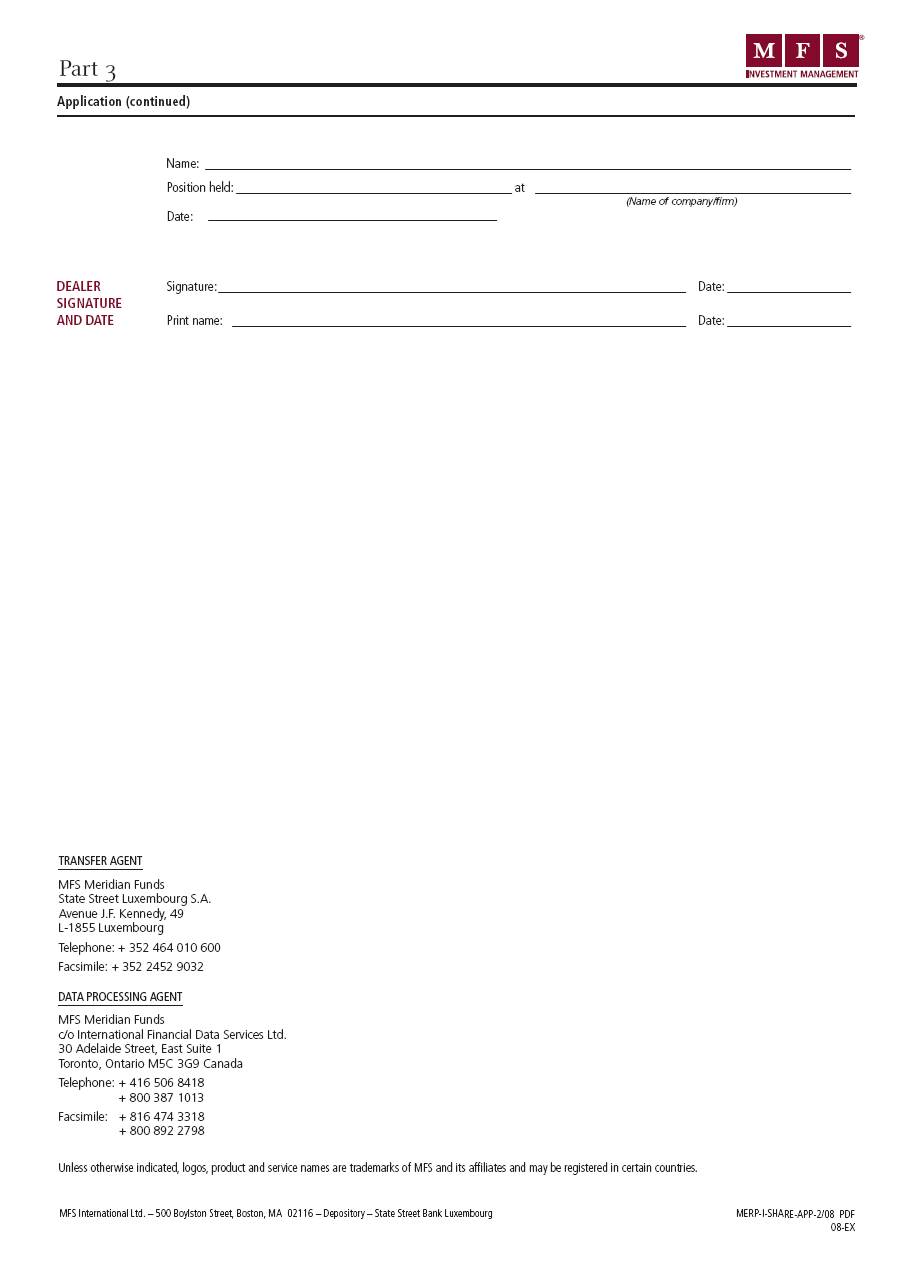 Part 3
M F S ®
INVESTMENT MANAGEMENT
Application (continued)
Name:
Position held: at
(Name of company/firm)
Date:
DEALER
SIGNATURE
AND DATE
Signature: Date:
Print name: Date:
TRANSFER AGENT
MFS Meridian Funds
State Street Luxembourg S.A.
Avenue J.F. Kennedy, 49
L-1855 Luxembourg
Telephone: + 352 464 010 600
Facsimile: + 352 2452 9032
DATA PROCESSING AGENT
MFS Meridian Funds
c/o International Financial Data Services Ltd.
30 Adelaide Street, East Suite 1
Toronto, Ontario M5C 3G9 Canada
Telephone: + 416 506 8418
+ 800 387 1013
Facsimile: + 816 474 3318
+ 800 892 2798
Unless otherwise indicated, logos, product and service names are trademarks of MFS and its affiliates and may be registered in certain countries.
MFS International Ltd. – 500 Boylston Street, Boston, MA 02116 – Depository – State Street Bank Luxembourg
MERP-I-SHARE-APP-2/08 PDF
08-EX